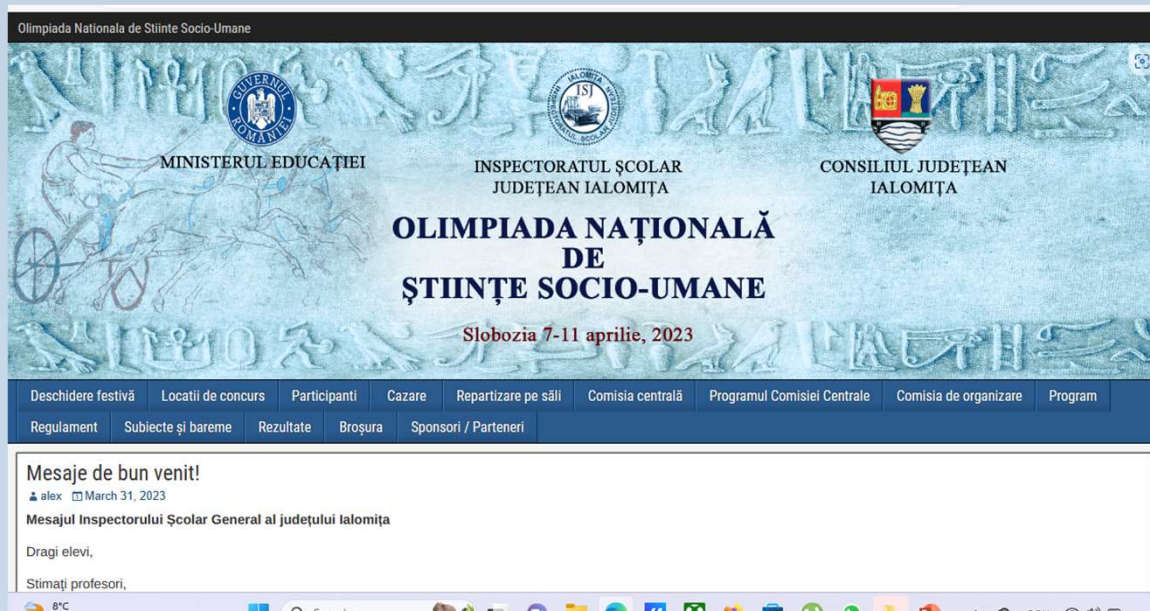 Olimpiada Nationala de Stiinte Socio-Umane
GUVERNUL ROMÂNIEI
MINISTERUL EDUCAȚIEI
ISJ
INSPECTORATUL ȘCOLAR
JUDEȚEAN IALOMIȚA
CONSILIUL JUDEȚEAN
IALOMIȚA
OLIMPIADA NAȚIONALĂ
DE
ȘTIINȚE SOCIO-UMANE
Slobozia 7-11 aprilie, 2023
Deschidere festivă Locatii de concurs Participanti Cazare Repartizare pe săli Comisia centrală Programul Comisiei Centrale Comisia de organizare Program
Regulament Subiecte și bareme Rezultate Broșura Sponsori / Parteneri
Mesaje de bun venit!
alex March 31, 2023
Mesajul Inspectorului Școlar General al județului Ialomița
Dragi elevi,
Stimați profesori,
8°C